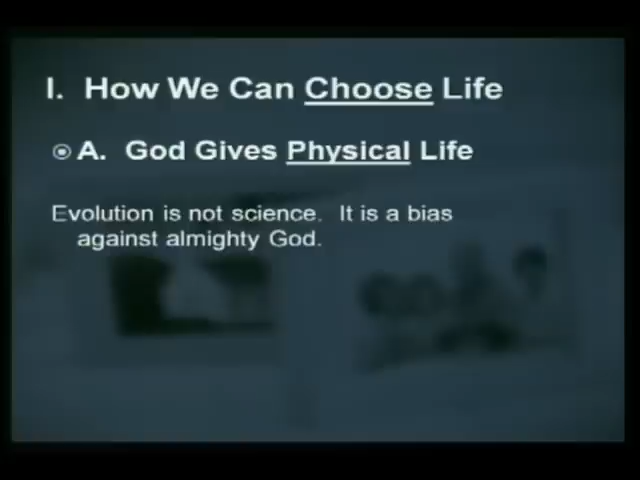 I. How We Can Choose Life
A. God Gives Physical Life
Evolution is not science. It is a bias
against almighty God.